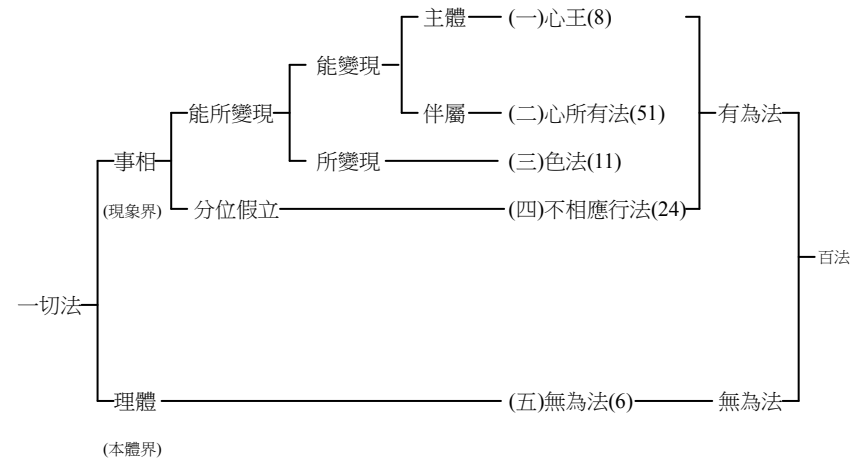 主體 (一)心王(8)
能變現
能所變現 伴屬 (二)心所有法(51) 有為法
事相 所變現 (三)色法(11)
(現象界) 分位假立 (四)不相應行法(24)
百法
一切法
理體 (五)無為法(6) 無為法
(本體界)